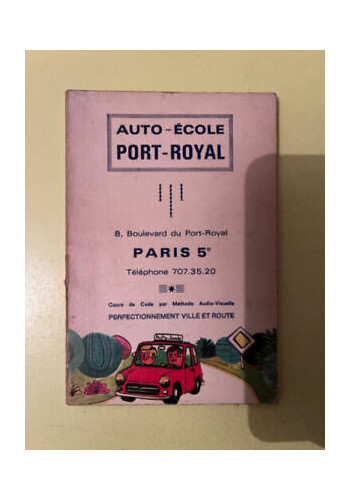 AUTO-ÉCOLE
PORT-ROYAL
8, Boulevard du Port-Royal
PARIS 5e
Téléphone 707.35.20
Cours de Code par Méthode Audio-Visuelle
PERFECTIONNEMENT VILLE ET ROUTE